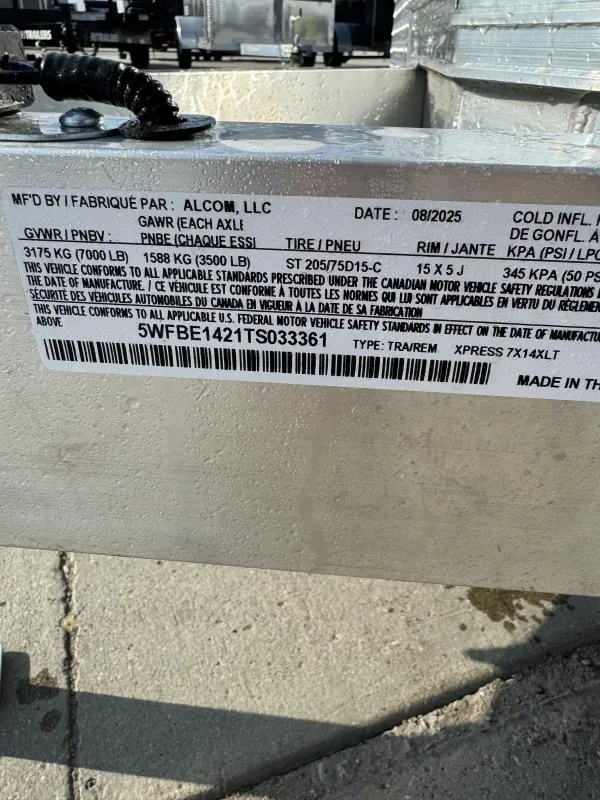 MF'D BY / FABRIQUÉ PAR : ALCOM, LLC DATE : 08/2025 COLD INFL.
GVWR / PNBV : GAWR (EACH AXLE PNBE (CHAQUE ESSI TIRE / PNEU RIM / JANTE DE GONFL. À KPA (PSI / LPC
3175 KG (7000 LB) 1588 KG (3500 LB) ST 205/75D15-C 15 X 5 J 345 KPA (50 PS
THIS VEHICLE CONFORMS TO ALL APPLICABLE STANDARDS PRESCRIBED UNDER THE CANADIAN MOTOR VEHICLE SAFETY REGULATIONS
THE DATE OF MANUFACTURE. / CE VÉHICULE EST CONFORME À TOUTES LES NORMES QUI LUI SONT APPLICABLES EN VERTU DU RÈGLEMEN
SÉCURITÉ DES VÉHICULES AUTOMOBILES DU CANADA EN VIGUEUR À LA DATE DE SA FABRICATION
THIS VEHICLE CONFORMS TO ALL APPLICABLE U.S. FEDERAL MOTOR VEHICLE SAFETY STANDARDS IN EFFECT ON THE DATE OF MANUFACTU
ABOVE.
5WFBE1421TS033361 TYPE: TRA/REM XPRESS 7X14XLT
MADE IN TH